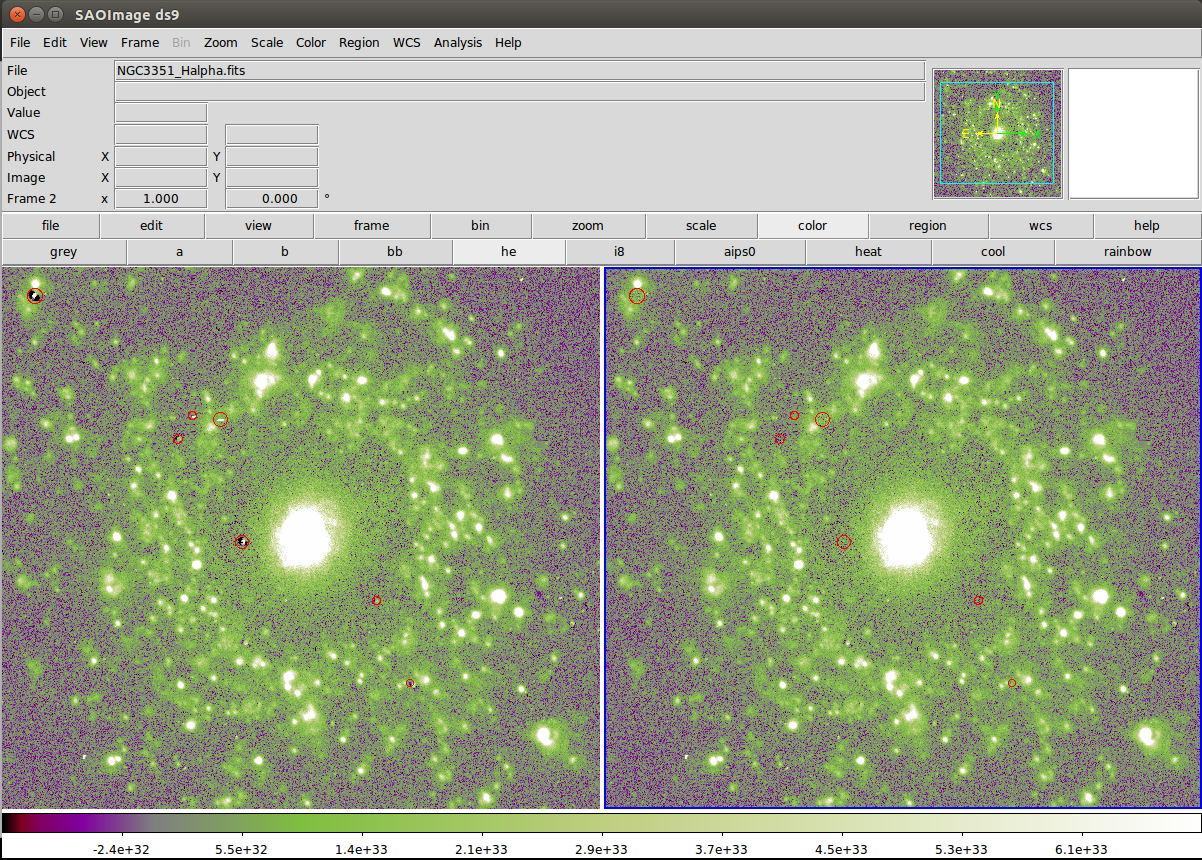 SAOImage ds9
File Edit View Frame Bin Zoom Scale Color Region WCS Analysis Help
File NGC3351_Halpha.fits
Object
Value
WCS
Physical X Y
Image X Y
Frame 2 x 1.000 0.000 °
file edit view frame bin zoom scale color region wcs help
grey a b bb he i8 aips0 heat cool rainbow
N
E
-2.4e+32 5.5e+32 1.4e+33 2.1e+33 2.9e+33 3.7e+33 4.5e+33 5.3e+33 6.1e+33